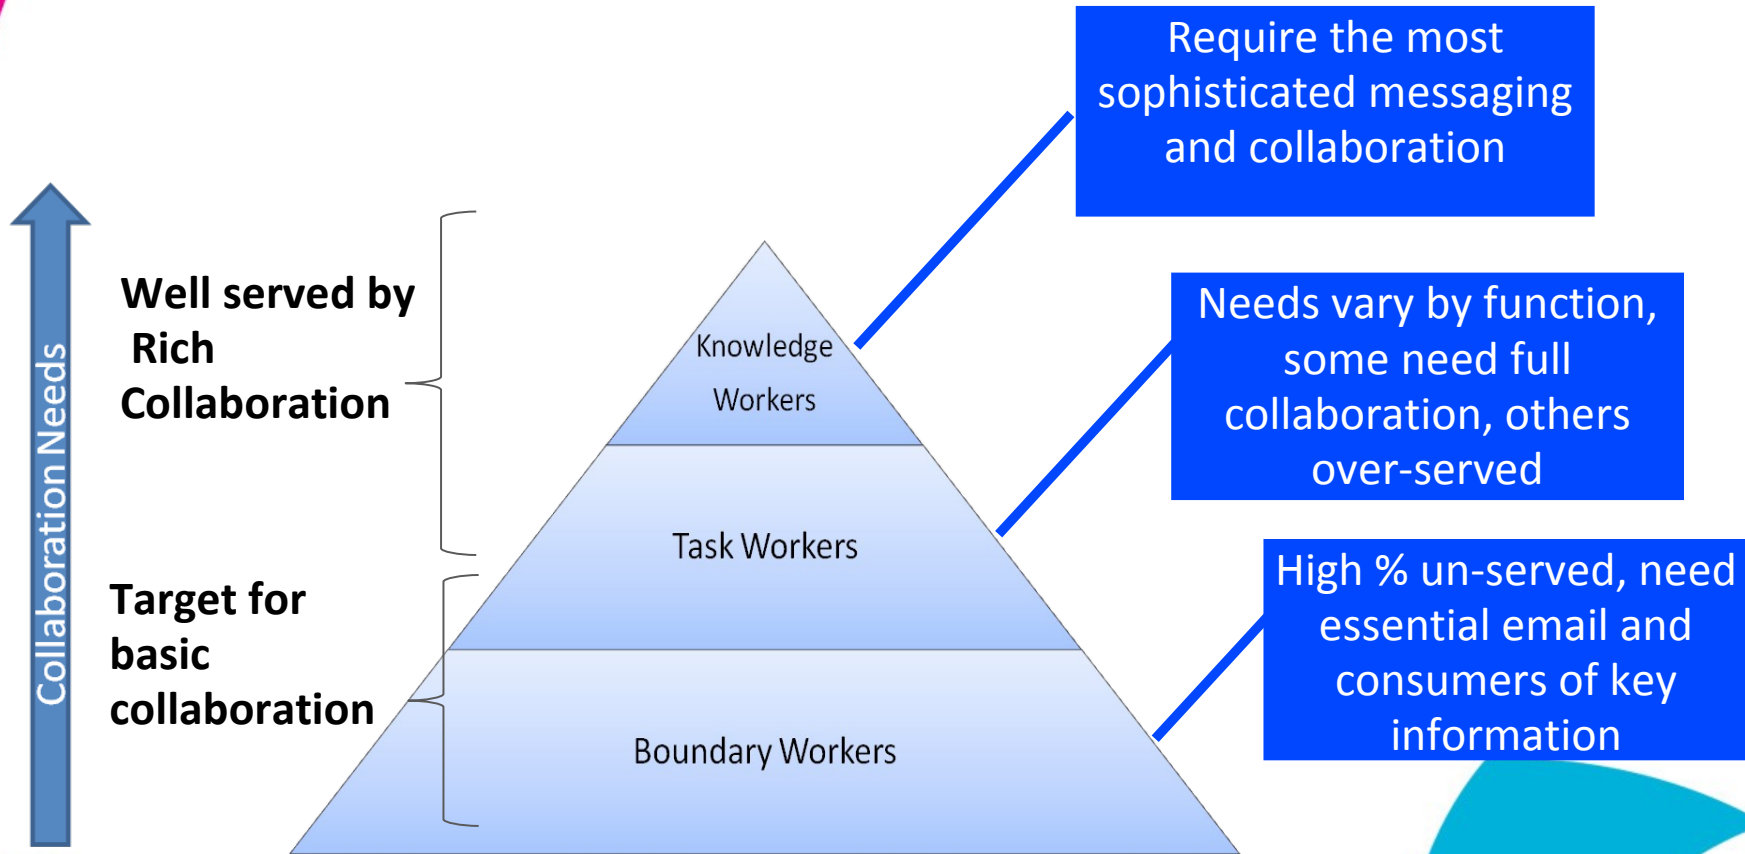 Require the most
sophisticated messaging
and collaboration
Collaboration Needs
Well served by
Rich
Collaboration
Knowledge
Workers
Needs vary by function,
some need full
collaboration, others
over-served
Task Workers
Target for
basic
collaboration
High % un-served, need
essential email and
consumers of key
information
Boundary Workers